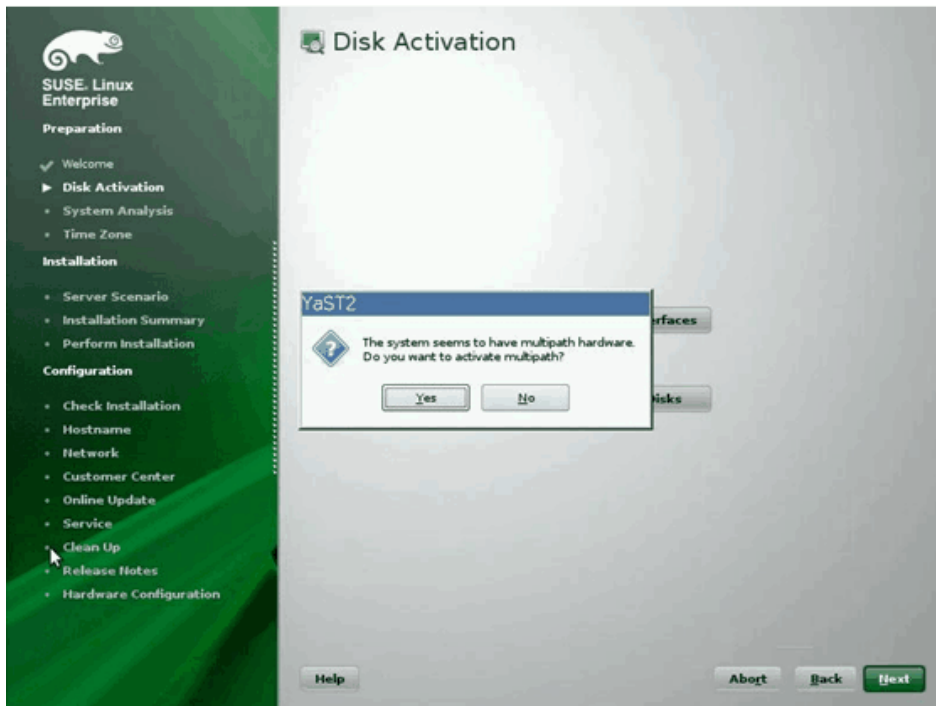 SUSE. Linux
Enterprise
Preparation
Welcome
Disk Activation
System Analysis
Time Zone
Installation
Server Scenario
Installation Summary
Perform Installation
Configuration
Check Installation
Hostname
Network
Customer Center
Online Update
Service
Clean Up
Release Notes
Hardware Configuration
Disk Activation
YaST2
The system seems to have multipath hardware.
Do you want to activate multipath?
Yes
No
erfaces
isks
Help
Abort
Back
Next